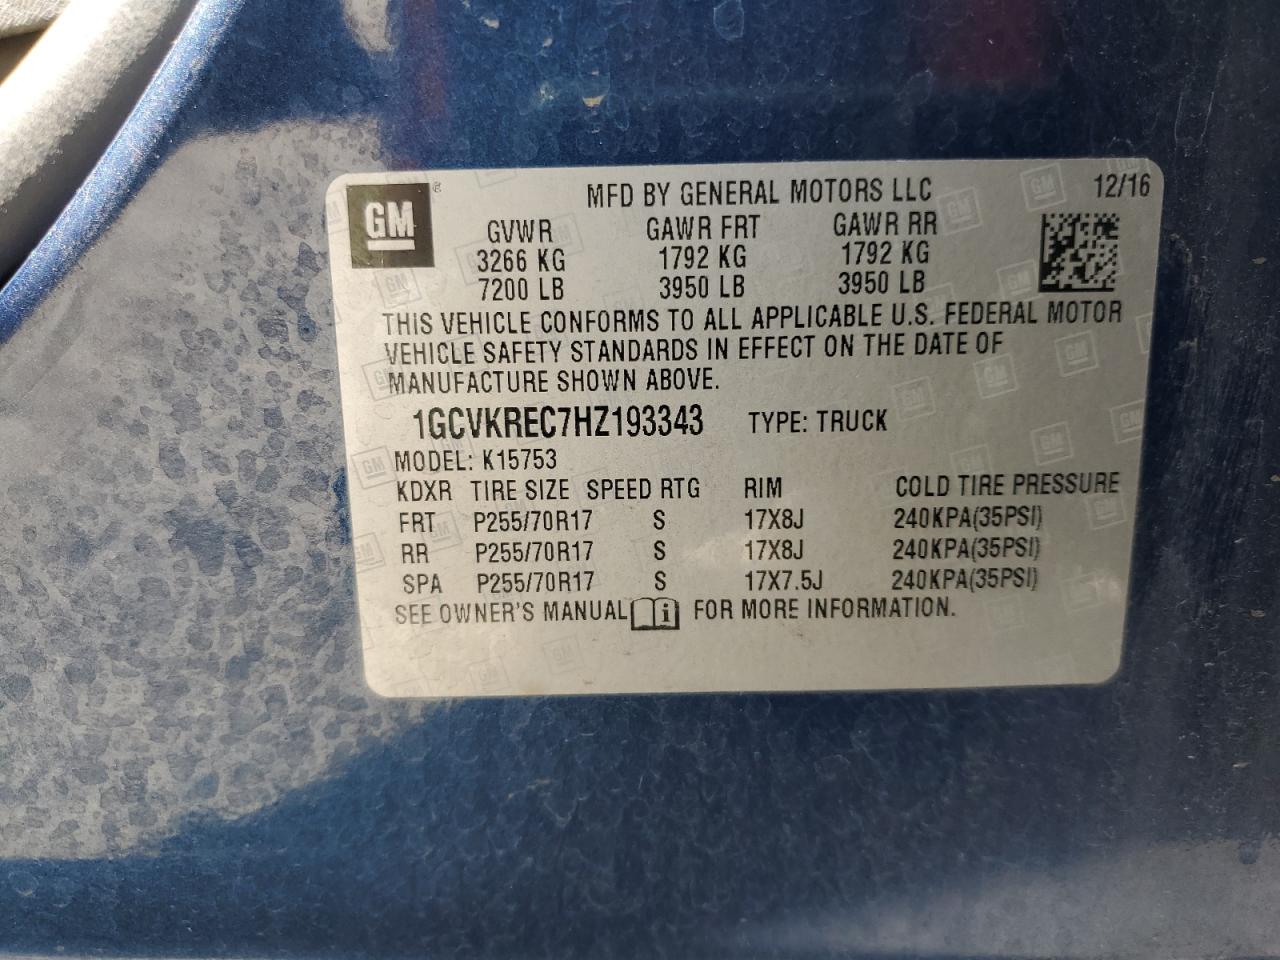 GM
MFD BY GENERAL MOTORS LLC 12/16
GVWR GAWR FRT GAWR RR
3266 KG 1792 KG 1792 KG
7200 LB 3950 LB 3950 LB
THIS VEHICLE CONFORMS TO ALL APPLICABLE U.S. FEDERAL MOTOR
VEHICLE SAFETY STANDARDS IN EFFECT ON THE DATE OF
MANUFACTURE SHOWN ABOVE.
1GCVKREC7HZ193343 TYPE: TRUCK
MODEL: K15753
KDXR TIRE SIZE SPEED RTG RIM COLD TIRE PRESSURE
FRT P255/70R17 S 17X8J 240KPA(35PSI)
RR P255/70R17 S 17X8J 240KPA(35PSI)
SPA P255/70R17 S 17X7.5J 240KPA(35PSI)
SEE OWNER'S MANUAL i FOR MORE INFORMATION.